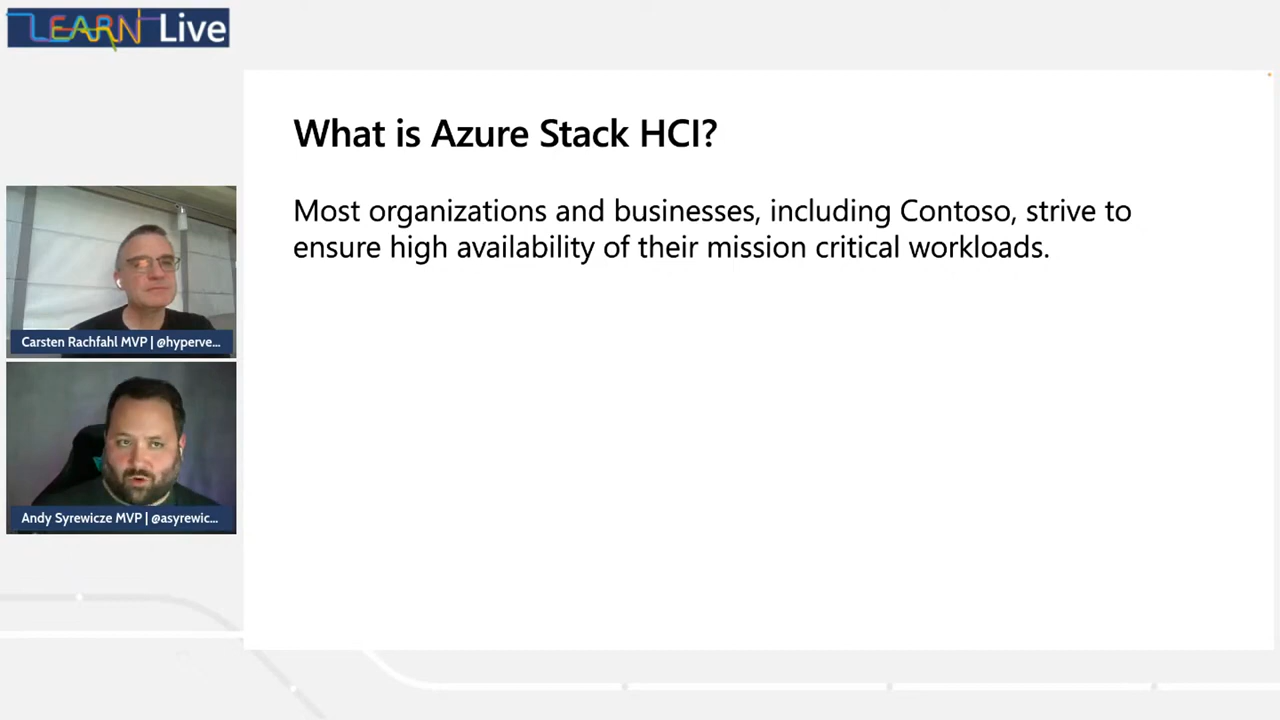 LEARN Live
What is Azure Stack HCI?
Most organizations and businesses, including Contoso, strive to
ensure high availability of their mission critical workloads.
Carsten Rachfahl MVP | @hyperve...
Andy Syrewicze MVP | @asyrewic...